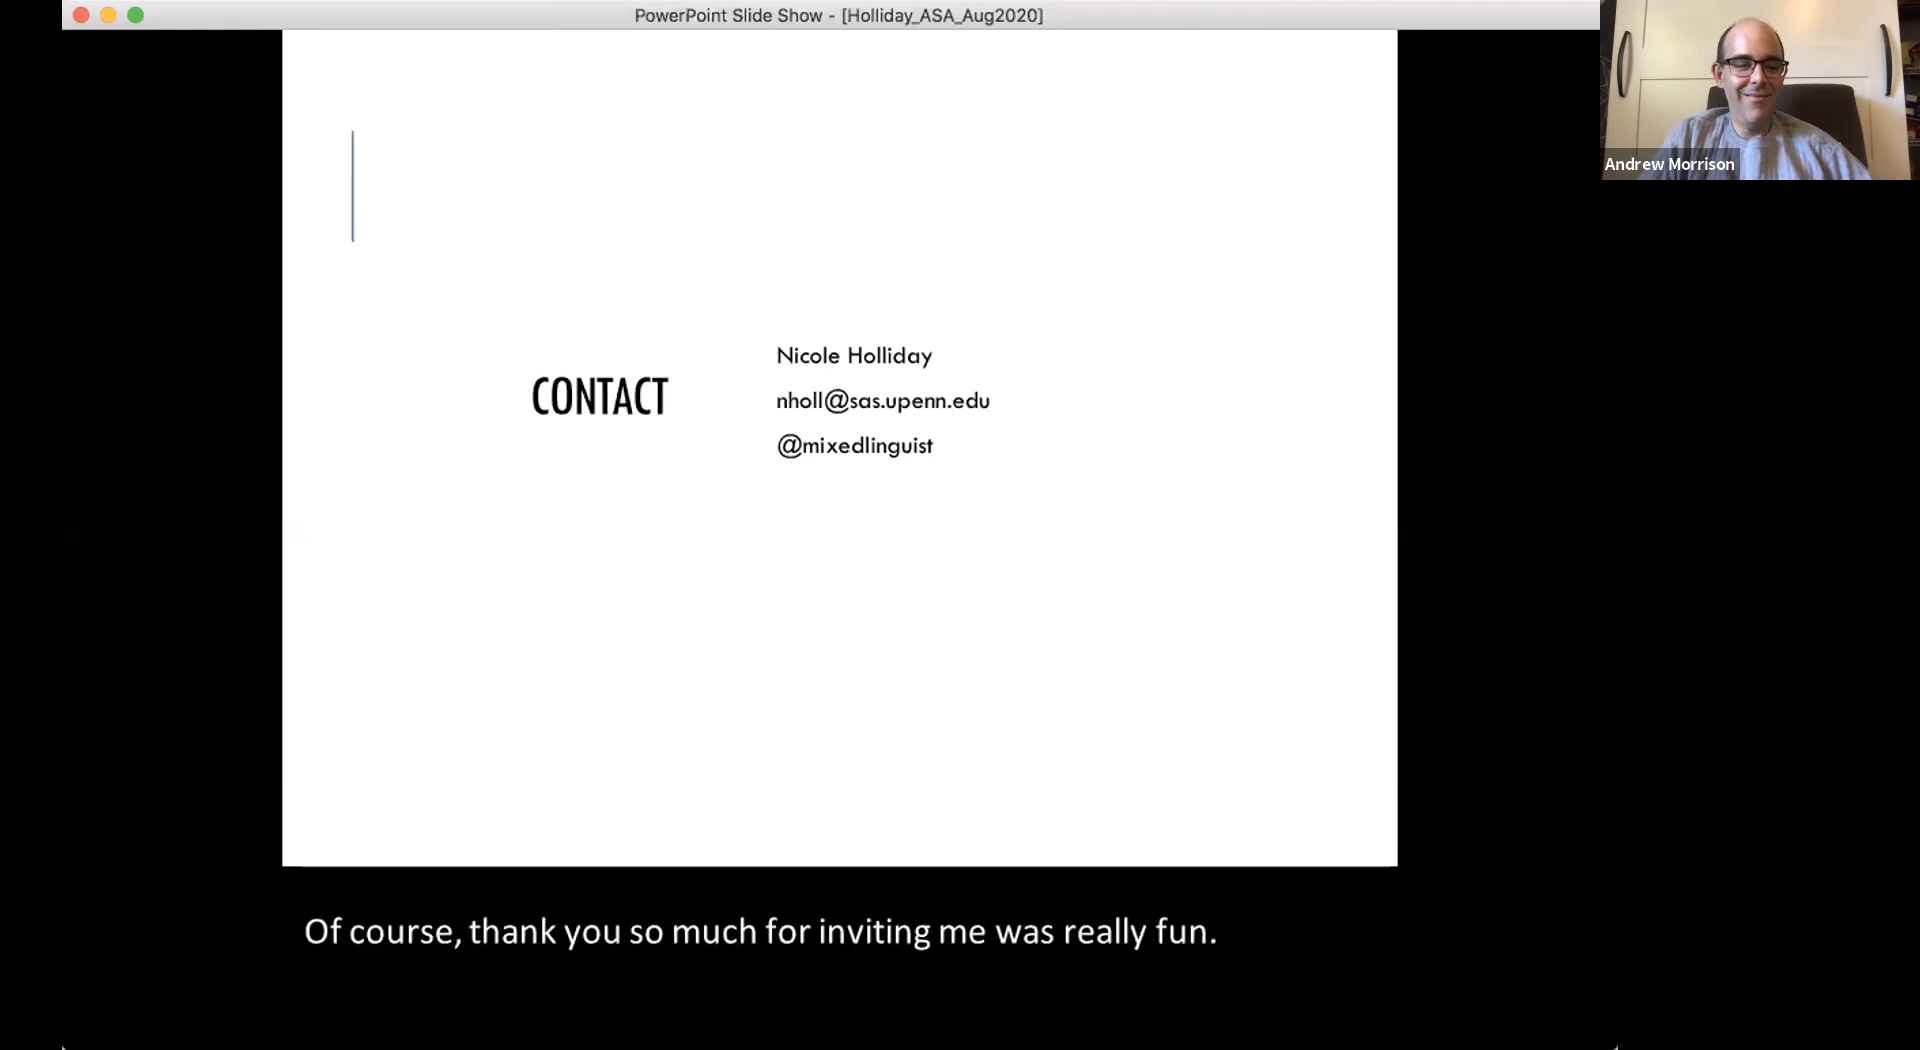 PowerPoint Slide Show - [Holliday_ASA_Aug2020]
Andrew Morrison
CONTACT
Nicole Holliday
nholl@sas.upenn.edu
@mixedlinguist
Of course, thank you so much for inviting me was really fun.